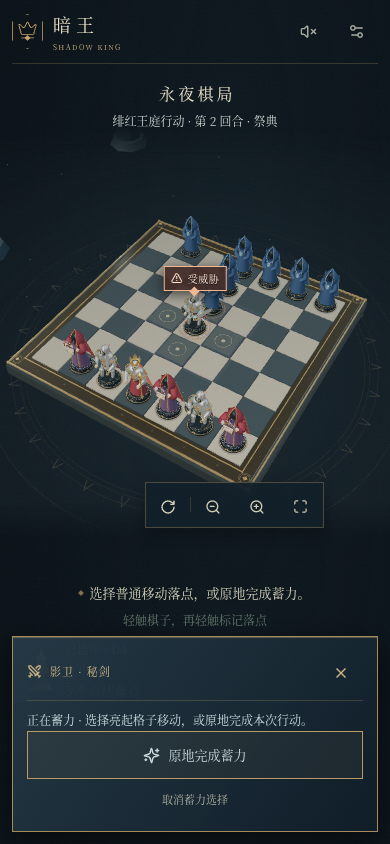 暗王
SHADOW KING
永夜棋局
绯红王庭行动 · 第 2 回合 · 祭典
受威胁
选择普通移动落点，或原地完成蓄力。
轻触棋子，再轻触标记落点
影卫 · 秘剑
正在蓄力 · 选择亮起格子移动，或原地完成本次行动。
原地完成蓄力
取消蓄力选择